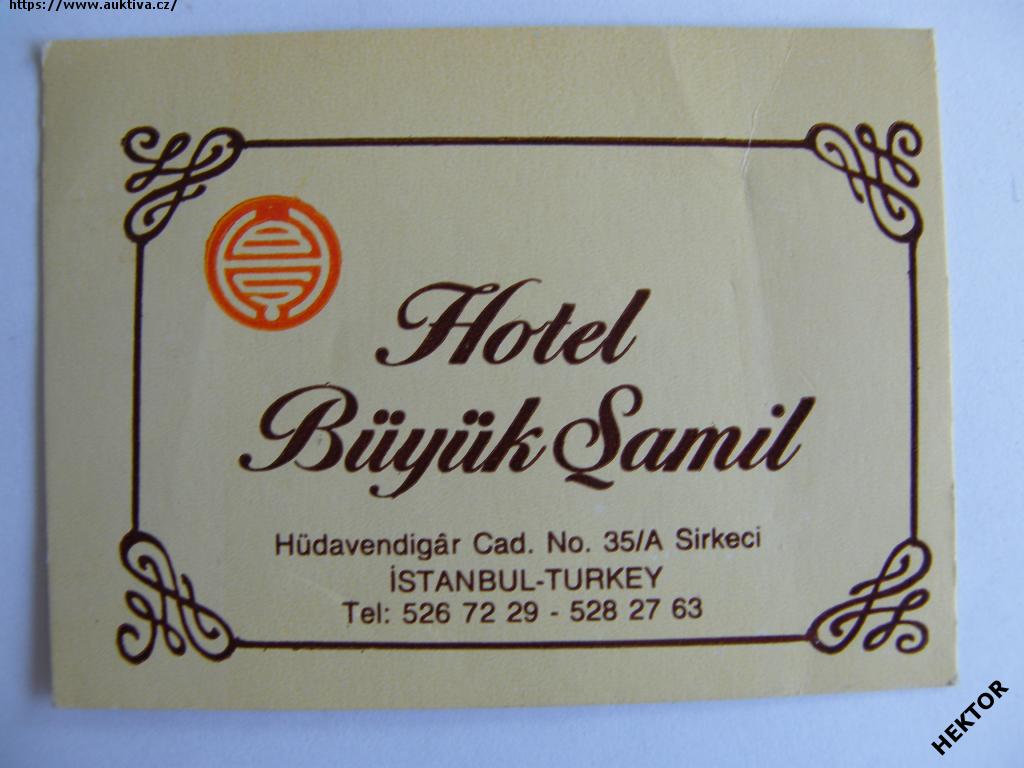 https://www.auktiva.cz/
Hotel
Büyük Şamil
Hüdavendigâr Cad. No. 35/A Sirkeci
İSTANBUL-TURKEY
Tel: 526 72 29 - 528 27 63
HEKTOR